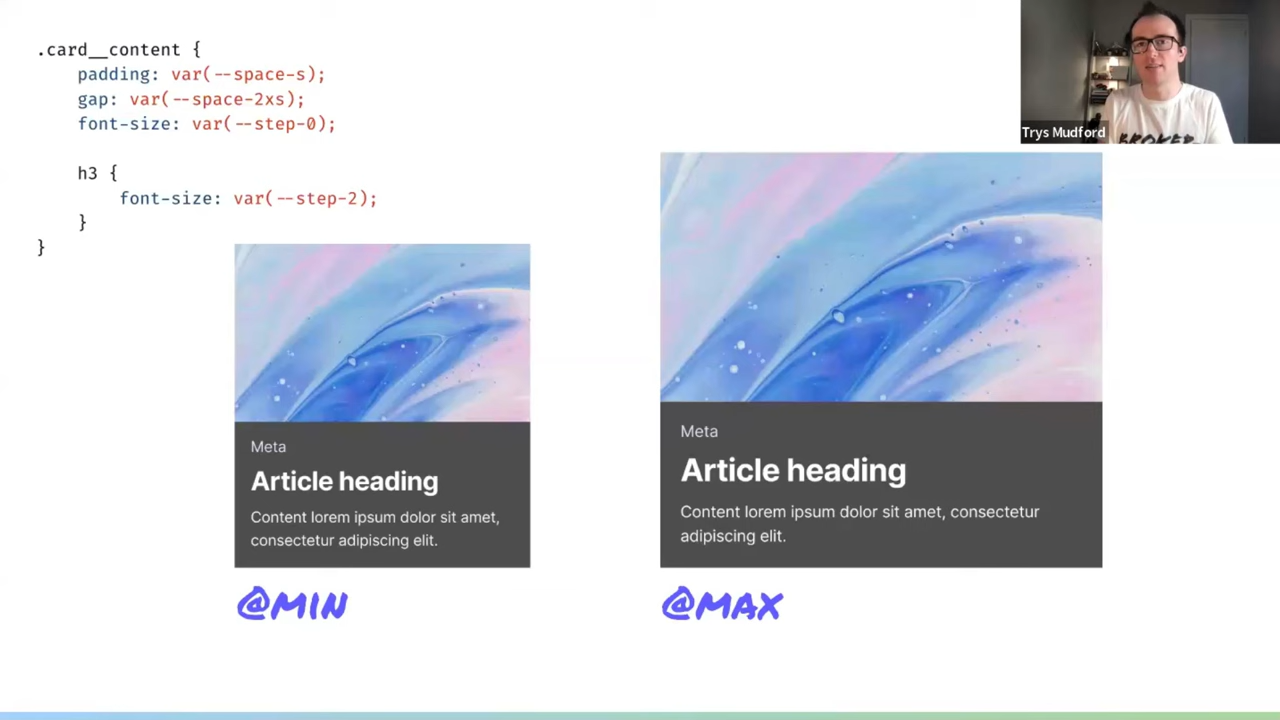 .card__content {
padding: var(--space-s);
gap: var(--space-2xs);
font-size: var(--step-0);
h3 {
font-size: var(--step-2);
}
}
Trys Mudford
BROKER
Meta
Article heading
Content lorem ipsum dolor sit amet,
consectetur adipiscing elit.
@MIN
Meta
Article heading
Content lorem ipsum dolor sit amet, consectetur
adipiscing elit.
@MAX